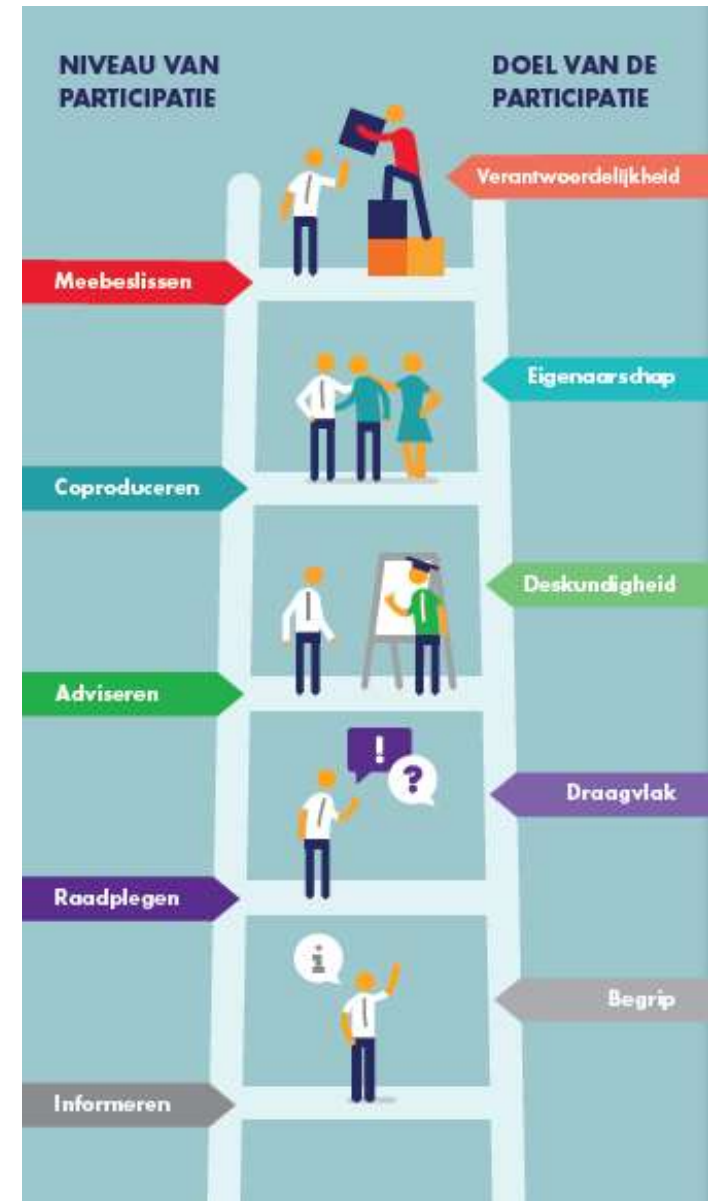 NIVEAU VAN
PARTICIPATIE
DOEL VAN DE
PARTICIPATIE
Verantwoordelijkheid
Meebeslissen
Eigenaarschap
Coproduceren
Deskundigheid
Adviseren
!
?
Draagvlak
Raadplegen
i
Begrip
Informeren